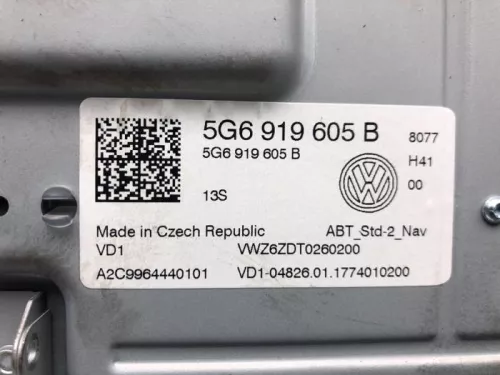 5G6 919 605 B 8077
5G6 919 605 B H41
13S 00
Made in Czech Republic ABT_Std-2_Nav
VD1 VWZ6ZDT0260200
A2C9964440101 VD1-04826.01.1774010200